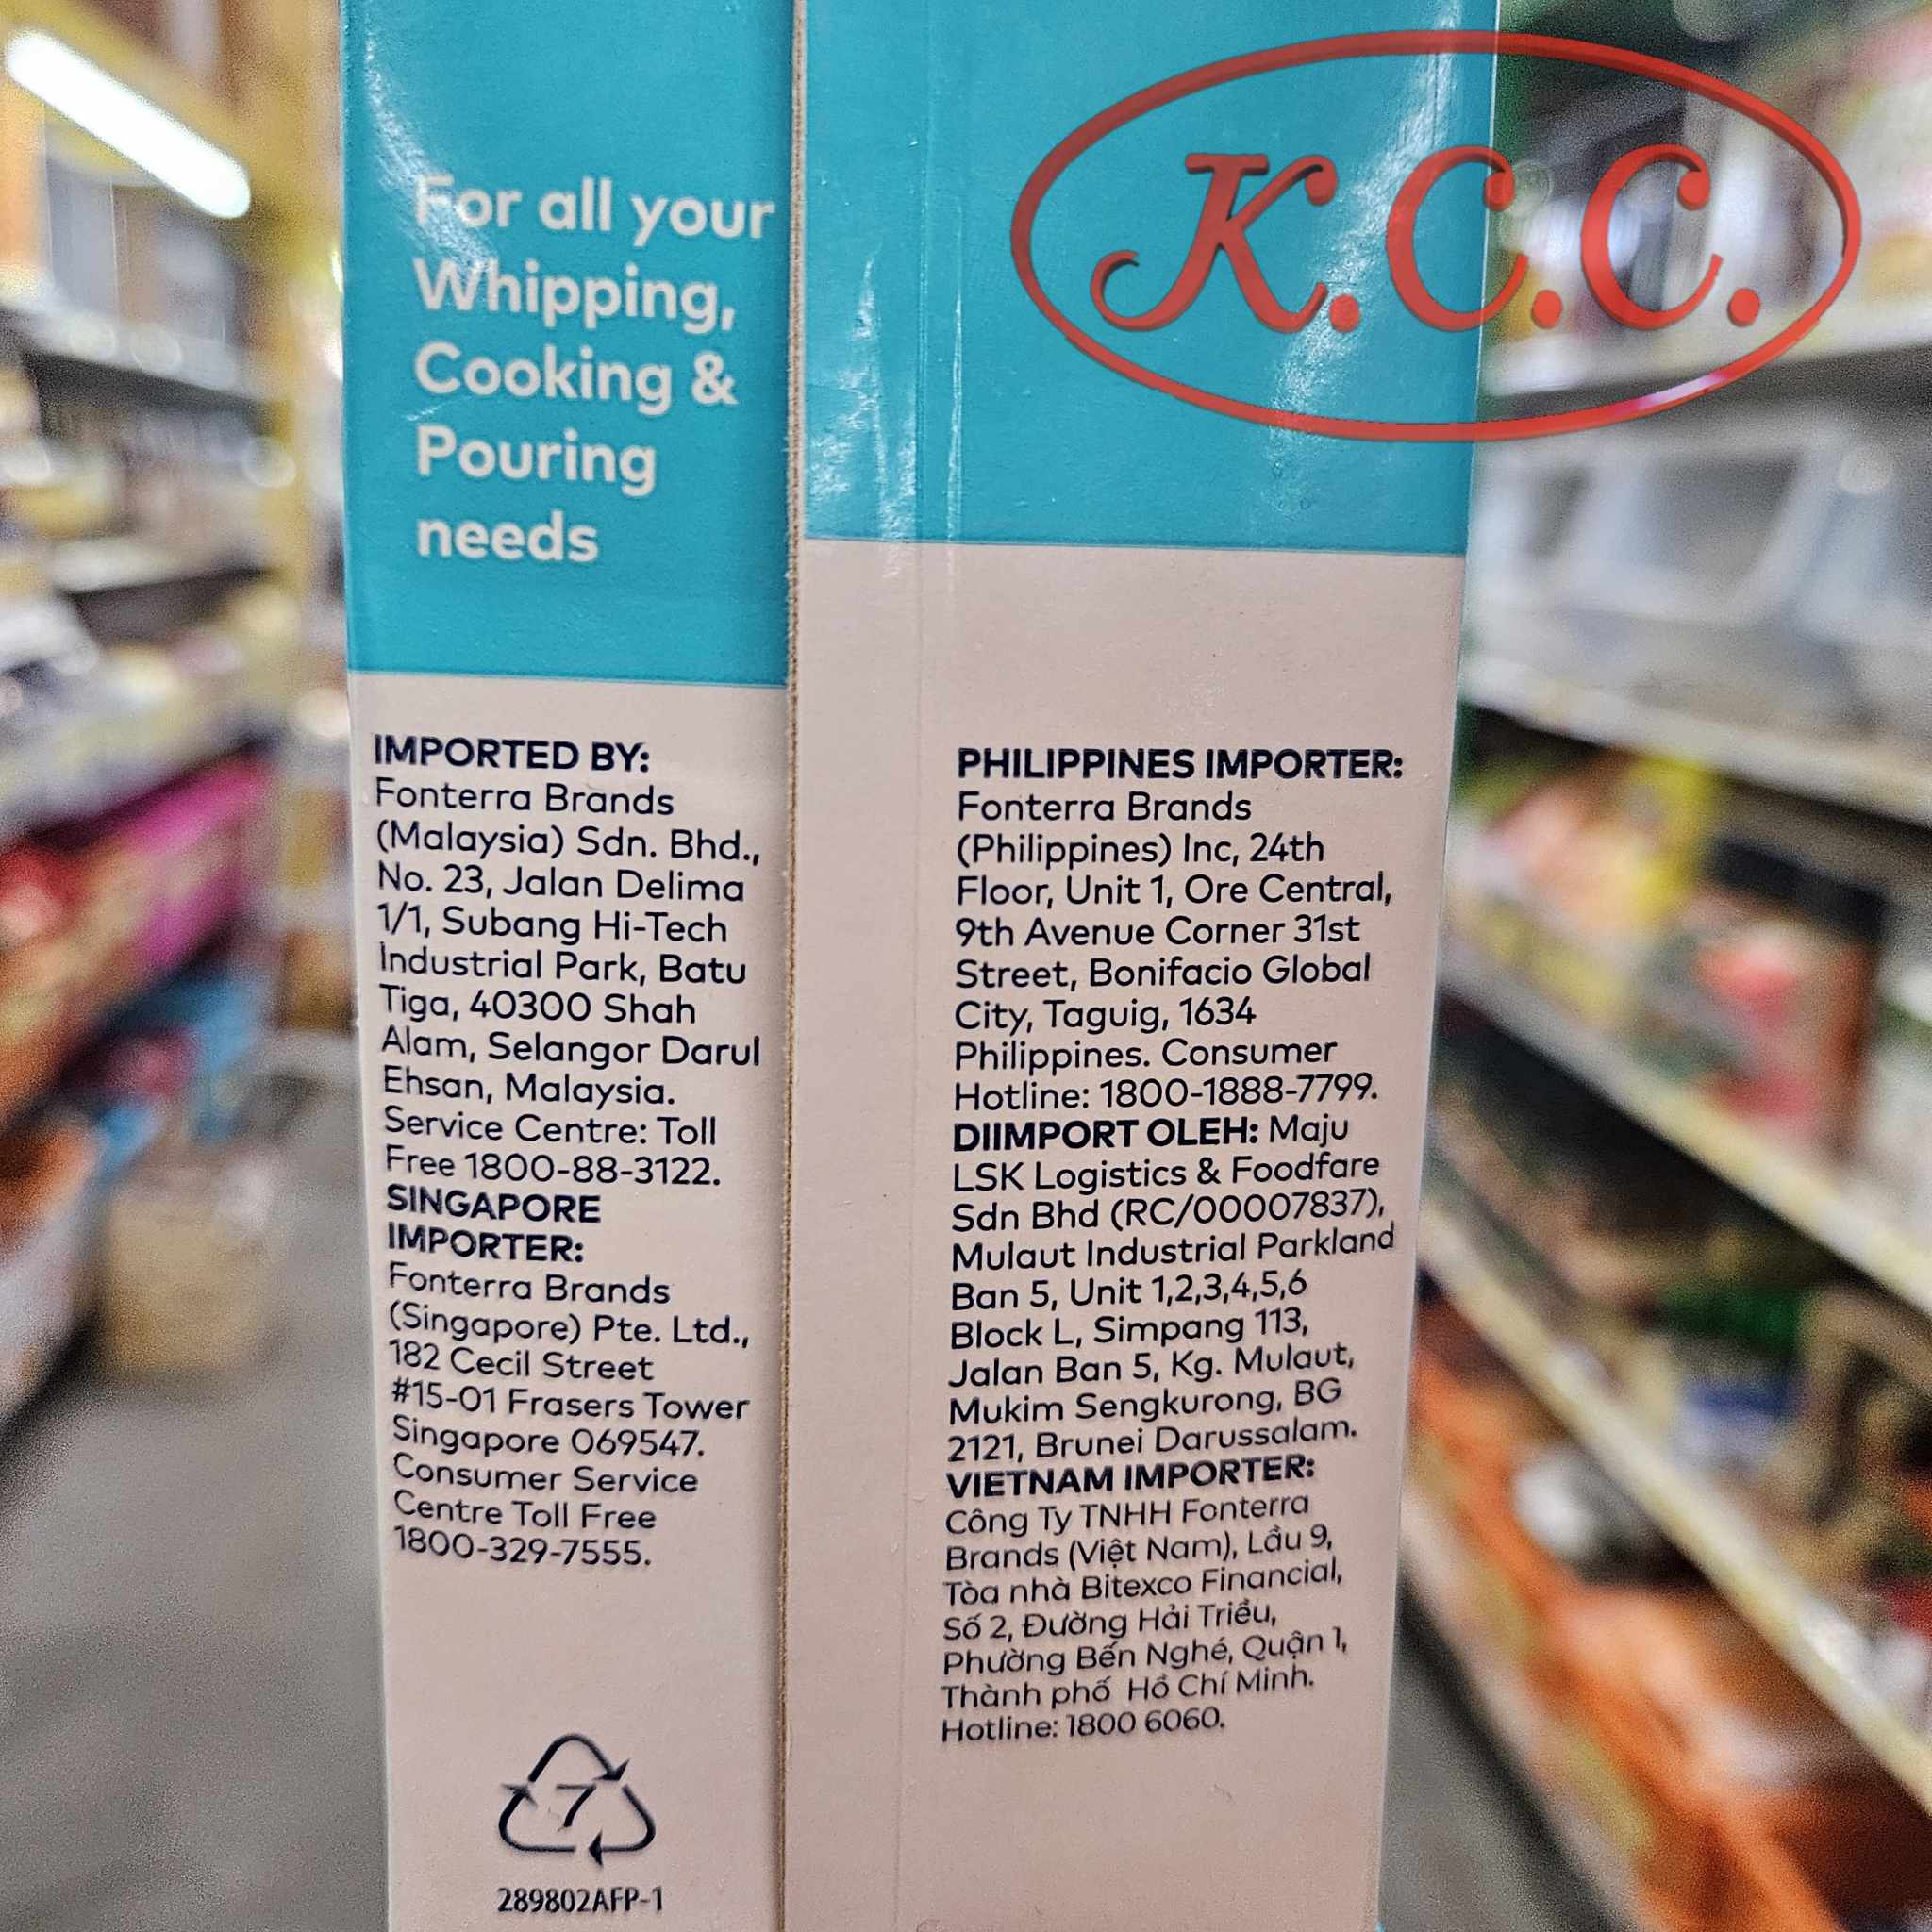 For all your
Whipping,
Cooking &
Pouring
needs
IMPORTED BY:
Fonterra Brands
(Malaysia) Sdn. Bhd.,
No. 23, Jalan Delima
1/1, Subang Hi-Tech
Industrial Park, Batu
Tiga, 40300 Shah
Alam, Selangor Darul
Ehsan, Malaysia.
Service Centre: Toll
Free 1800-88-3122.
SINGAPORE
IMPORTER:
Fonterra Brands
(Singapore) Pte. Ltd.,
182 Cecil Street
#15-01 Frasers Tower
Singapore 069547.
Consumer Service
Centre Toll Free
1800-329-7555.
7
289802AFP-1
K.C.C.
PHILIPPINES IMPORTER:
Fonterra Brands
(Philippines) Inc, 24th
Floor, Unit 1, Ore Central,
9th Avenue Corner 31st
Street, Bonifacio Global
City, Taguig, 1634
Philippines. Consumer
Hotline: 1800-1888-7799.
DIIMPORT OLEH: Maju
LSK Logistics & Foodfare
Sdn Bhd (RC/00007837),
Mulaut Industrial Parkland
Ban 5, Unit 1,2,3,4,5,6
Block L, Simpang 113,
Jalan Ban 5, Kg. Mulaut,
Mukim Sengkurong, BG
2121, Brunei Darussalam.
VIETNAM IMPORTER:
Công Ty TNHH Fonterra
Brands (Việt Nam), Lầu 9,
Tòa nhà Bitexco Financial,
Số 2, Đường Hải Triều,
Phường Bến Nghé, Quận 1,
Thành phố Hồ Chí Minh.
Hotline: 1800 6060.